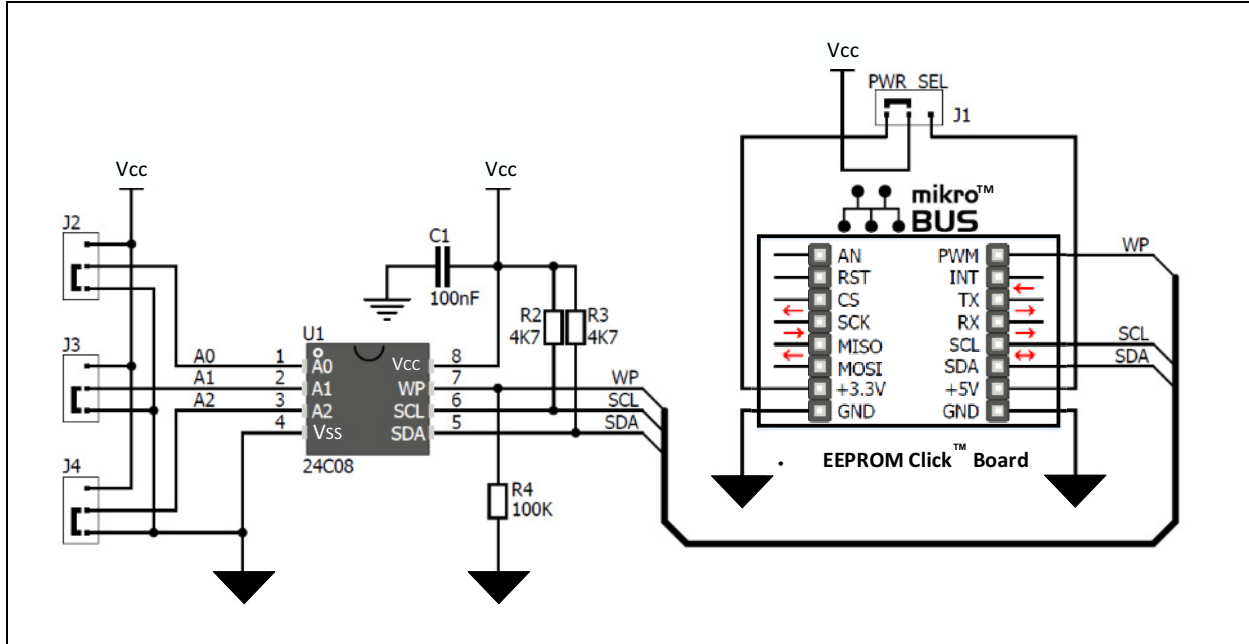 Vcc
PWR SEL
J1
mikro™
BUS
AN
RST
CS
SCK
MISO
MOSI
+3.3V
GND
PWM
INT
TX
RX
SCL
SDA
+5V
GND
WP
SCL
SDA
EEPROM Click™ Board
Vcc
J2
J3
J4
A0
A1
A2
1
2
3
4
U1
A0
A1
A2
Vss
Vcc
WP
SCL
SDA
24C08
8
7
6
5
Vcc
C1
100nF
R2
4K7
R3
4K7
WP
SCL
SDA
R4
100K